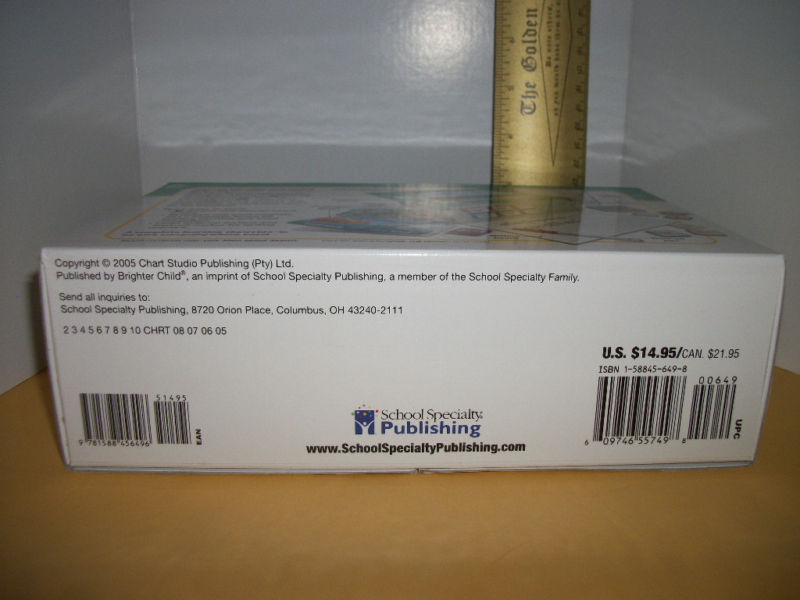 The Golden
Copyright © 2005 Chart Studio Publishing (Pty) Ltd.
Published by Brighter Child®, an imprint of School Specialty Publishing, a member of the School Specialty Family.
Send all inquiries to:
School Specialty Publishing, 8720 Orion Place, Columbus, OH 43240-2111
2 3 4 5 6 7 8 9 10 CHRT 08 07 06 05
U.S. $14.95/CAN. $21.95
ISBN 1-58845-649-8
00649
51495
9 781588 456496
EAN
School Specialty
Publishing
www.SchoolSpecialtyPublishing.com
6 09746 55749 8
UPC